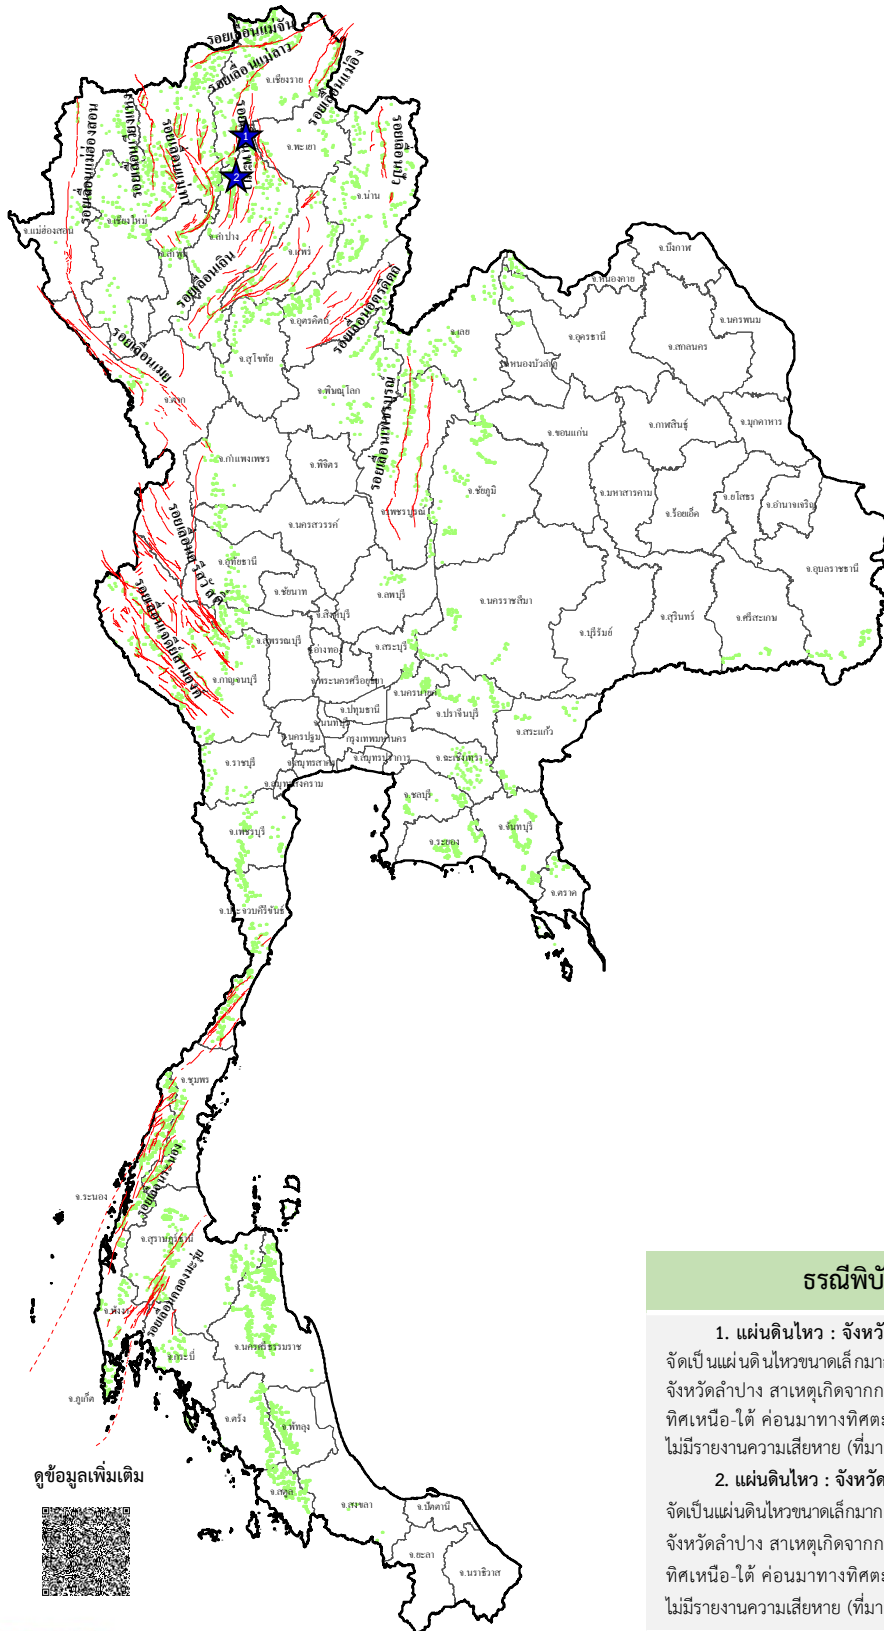 รอยเลื่อนแม่จัน
รอยเลื่อนแม่ลาว
จ.เชียงราย
รอยเลื่อนแม่อิง
รอยเลื่อนแม่ฮ่องสอน
รอยเลื่อนแม่ทา
รอยเลื่อนปัว
1
2
จ.พะเยา
จ.น่าน
จ.แม่ฮ่องสอน
จ.เชียงใหม่
จ.ลำปาง
จ.ลำพูน
จ.แพร่
รอยเลื่อนเถิน
รอยเลื่อนอุตรดิตถ์
จ.อุตรดิตถ์
จ.บึงกาฬ
จ.หนองคาย
จ.นครพนม
จ.เลย
จ.อุดรธานี
จ.สกลนคร
จ.หนองบัวลำภู
รอยเลื่อนเมย
จ.สุโขทัย
จ.ตาก
จ.พิษณุโลก
รอยเลื่อนเพชรบูรณ์
จ.ขอนแก่น
จ.กาฬสินธุ์
จ.มุกดาหาร
จ.กำแพงเพชร
จ.พิจิตร
จ.ชัยภูมิ
จ.มหาสารคาม
จ.ร้อยเอ็ด
จ.ยโสธร
จ.อำนาจเจริญ
จ.เพชรบูรณ์
จ.นครสวรรค์
รอยเลื่อนศรีสวัสดิ์
จ.อุทัยธานี
จ.อุบลราชธานี
จ.ชัยนาท
จ.ลพบุรี
จ.นครราชสีมา
จ.บุรีรัมย์
จ.สุรินทร์
จ.ศรีสะเกษ
รอยเลื่อนเจดีย์สามองค์
จ.สิงห์บุรี
จ.สุพรรณบุรี
จ.อ่างทอง
จ.สระบุรี
จ.กาญจนบุรี
จ.พระนครศรีอยุธยา
จ.นครนายก
จ.ปทุมธานี
จ.ปราจีนบุรี
จ.นนทบุรี
จ.สระแก้ว
จ.นครปฐม
กรุงเทพมหานคร
จ.ราชบุรี
จ.สมุทรสาคร
จ.สมุทรปราการ
จ.ฉะเชิงเทรา
จ.สมุทรสงคราม
จ.ชลบุรี
จ.เพชรบุรี
จ.ระยอง
จ.จันทบุรี
จ.ตราด
จ.ประจวบคีรีขันธ์
จ.ชุมพร
รอยเลื่อนระนอง
จ.ระนอง
จ.สุราษฎร์ธานี
รอยเลื่อนคลองมะรุ่ย
จ.พังงา
จ.นครศรีธรรมราช
จ.กระบี่
จ.ภูเก็ต
จ.ตรัง
จ.พัทลุง
จ.สตูล
จ.สงขลา
จ.ปัตตานี
จ.ยะลา
จ.นราธิวาส
ดูข้อมูลเพิ่มเติม
ธรณีพิบั
1. แผ่นดินไหว : จังหวั
จัดเป็นแผ่นดินไหวขนาดเล็กมาก
จังหวัดลำปาง สาเหตุเกิดจากก
ทิศเหนือ-ใต้ ค่อนมาทางทิศตะ
ไม่มีรายงานความเสียหาย (ที่มา
2. แผ่นดินไหว : จังหวัด
จัดเป็นแผ่นดินไหวขนาดเล็กมาก
จังหวัดลำปาง สาเหตุเกิดจากก
ทิศเหนือ-ใต้ ค่อนมาทางทิศตะ
ไม่มีรายงานความเสียหาย (ที่มา